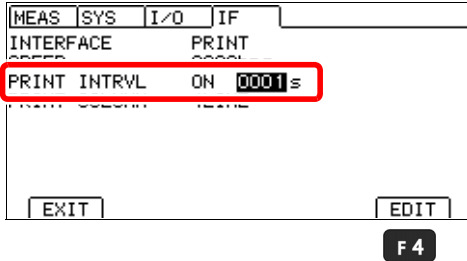 MEAS SYS I/O IF
INTERFACE PRINT
PRINT INTRVL ON 0001s
EXIT EDIT
F4